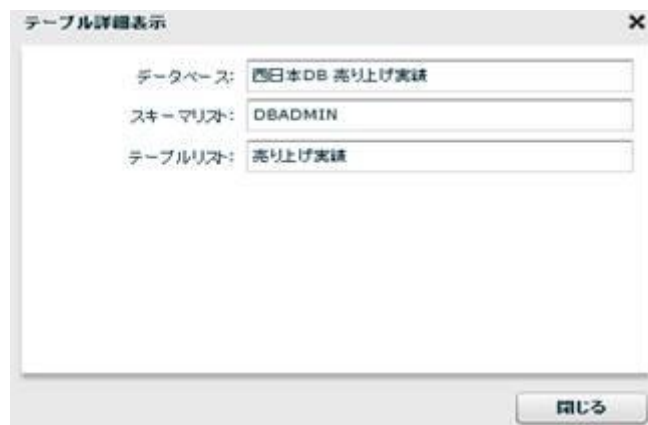 テーブル詳細表示
データベース: 西日本DB 売り上げ実績
スキーマリスト: DBADMIN
テーブルリスト: 売り上げ実績
閉じる